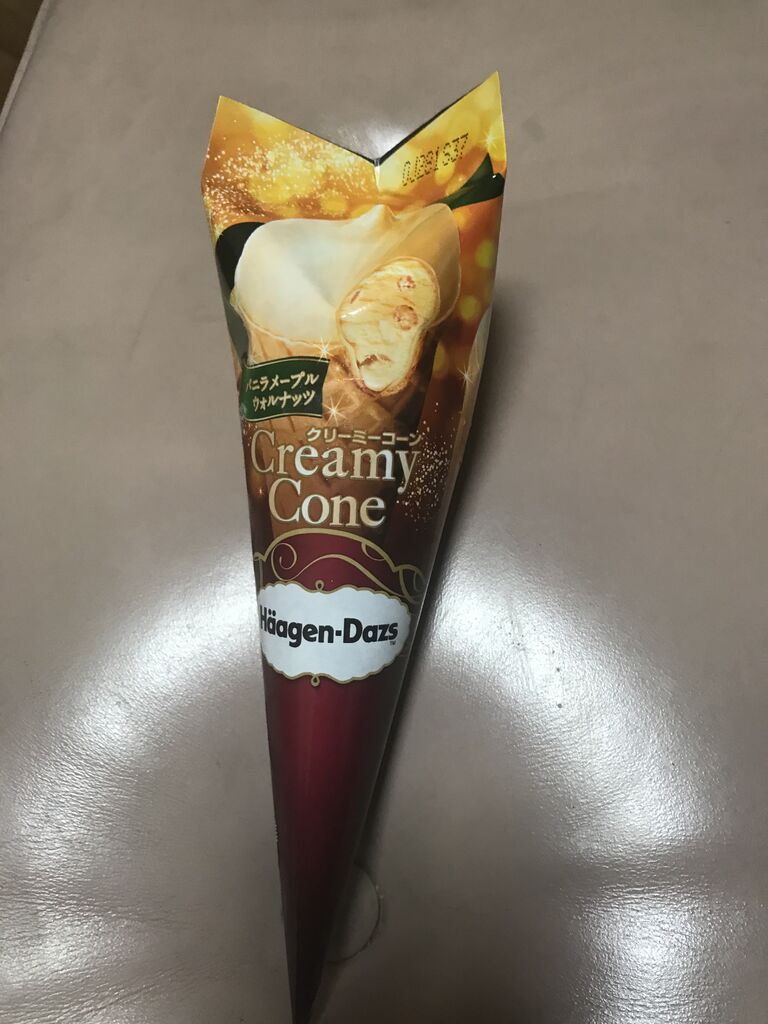 バニラメープル
ウォルナッツ
クリーミーコーン
Creamy
Cone
Häagen-Dazs
TM